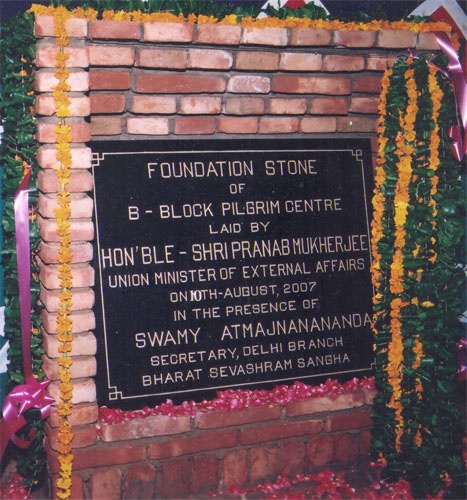 FOUNDATION STONE
OF
B - BLOCK PILGRIM CENTRE
LAID BY
HON'BLE - SHRI PRANAB MUKHERJEE
UNION MINISTER OF EXTERNAL AFFAIRS
ON 10TH - AUGUST, 2007
IN THE PRESENCE OF
SWAMY ATMAJNANANANDA
SECRETARY, DELHI BRANCH
BHARAT SEVASHRAM SANGHA